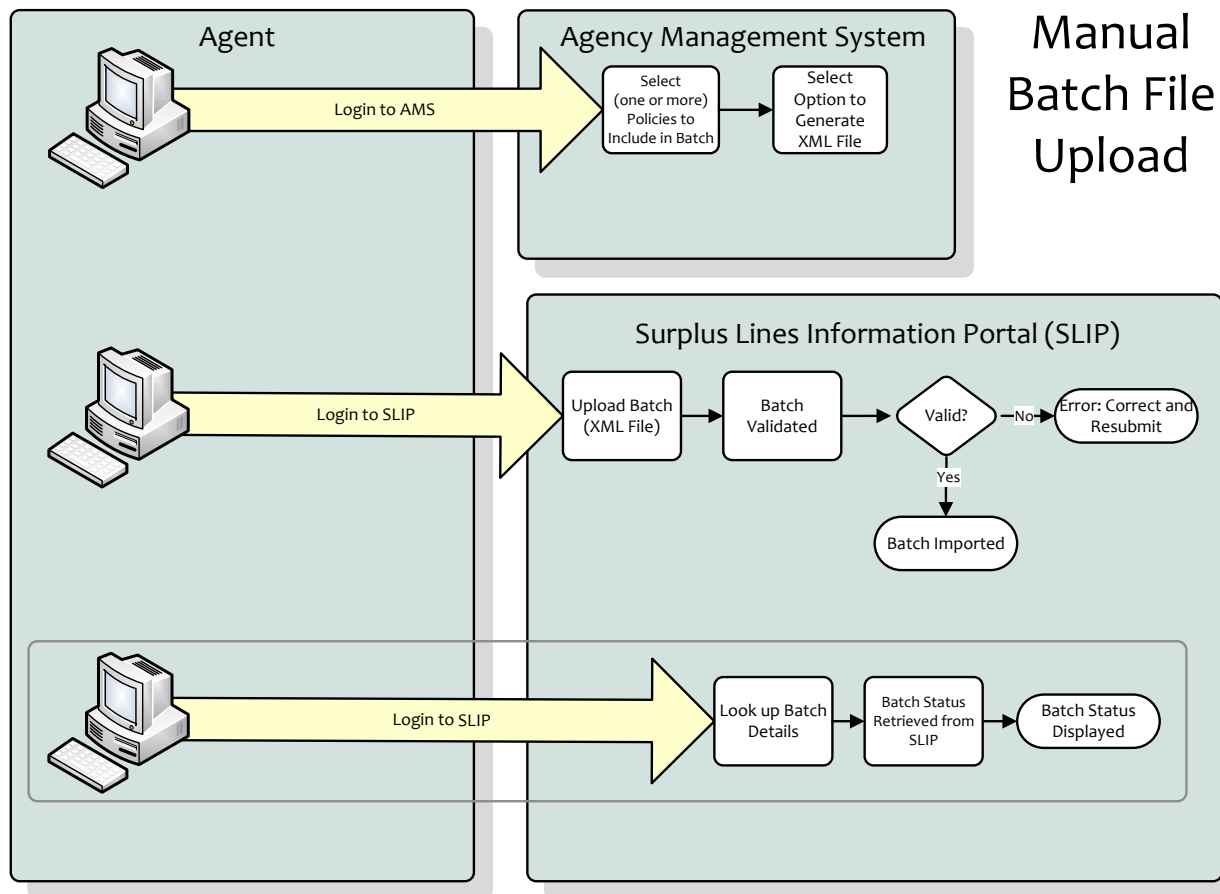 Agent
Agency Management System
Manual
Batch File
Upload
Login to AMS
Select
(one or more)
Policies to
Include in Batch
Select
Option to
Generate
XML File
Surplus Lines Information Portal (SLIP)
Login to SLIP
Upload Batch
(XML File)
Batch
Validated
Valid?
No
Error: Correct and
Resubmit
Yes
Batch Imported
Login to SLIP
Look up Batch
Details
Batch Status
Retrieved from
SLIP
Batch Status
Displayed